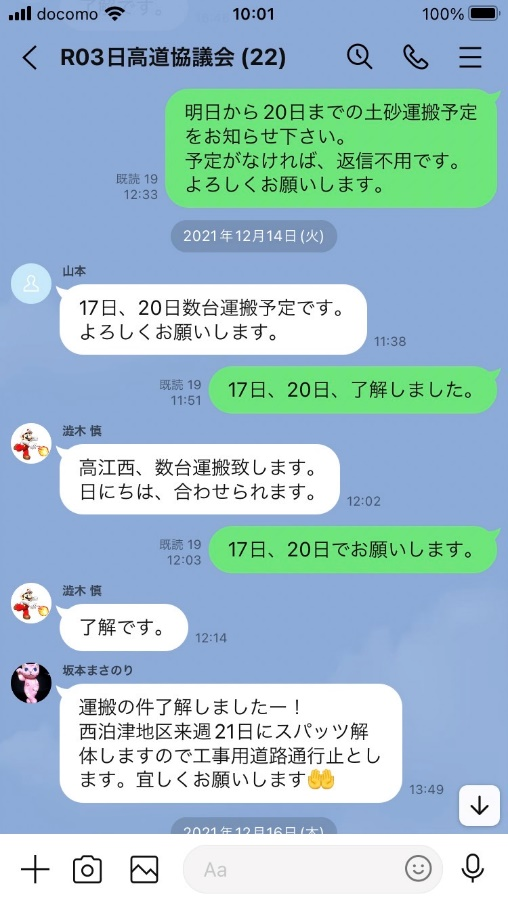 docomo 10:01 100%
R03日高道協議会 (22)
明日から20日までの土砂運搬予定
をお知らせ下さい。
予定がなければ、返信不用です。
よろしくお願いします。
既読 19
12:33
2021年12月14日(火)
山本
17日、20日数台運搬予定です。
よろしくお願いします。
11:38
既読 19
11:51
17日、20日、了解しました。
澁木 慎
高江西、数台運搬致します。
日にちは、合わせられます。
12:02
既読 19
12:03
17日、20日でお願いします。
澁木 慎
了解です。
12:14
坂本まさのり
運搬の件了解しましたー！
西泊津地区来週21日にスパッツ解
体しますので工事用道路通行止とし
ます。宜しくお願いします🤲
13:49
2021年12月16日(木)
Aa